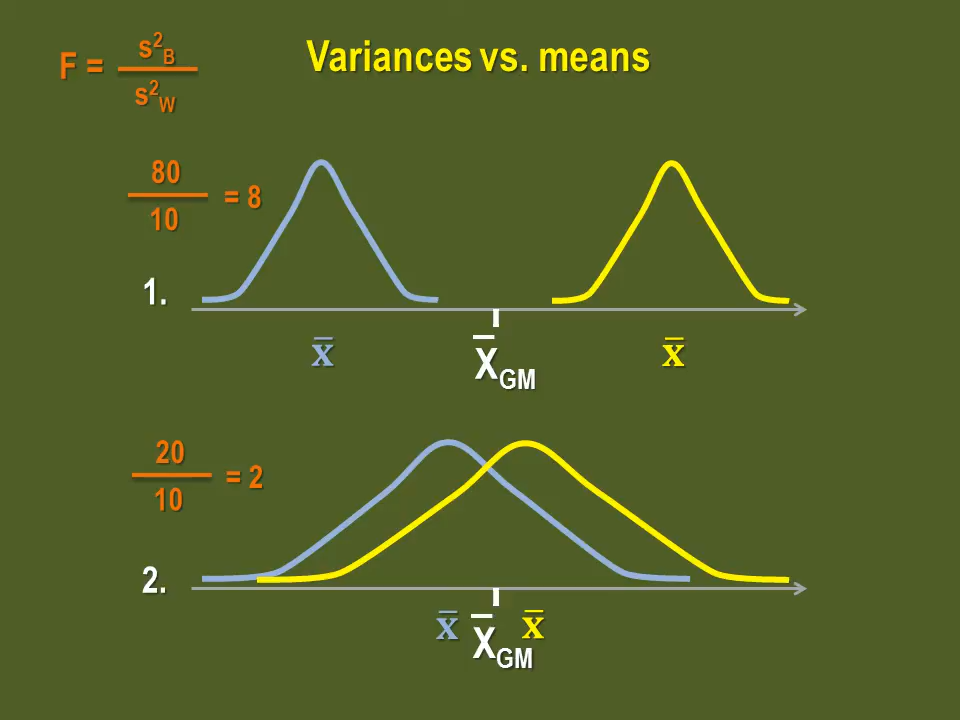 Variances vs. means
F = s²B / s²W
80 / 10 = 8
1.
x̅ X̅GM x̅
20 / 10 = 2
2.
x̅ X̅GM x̅